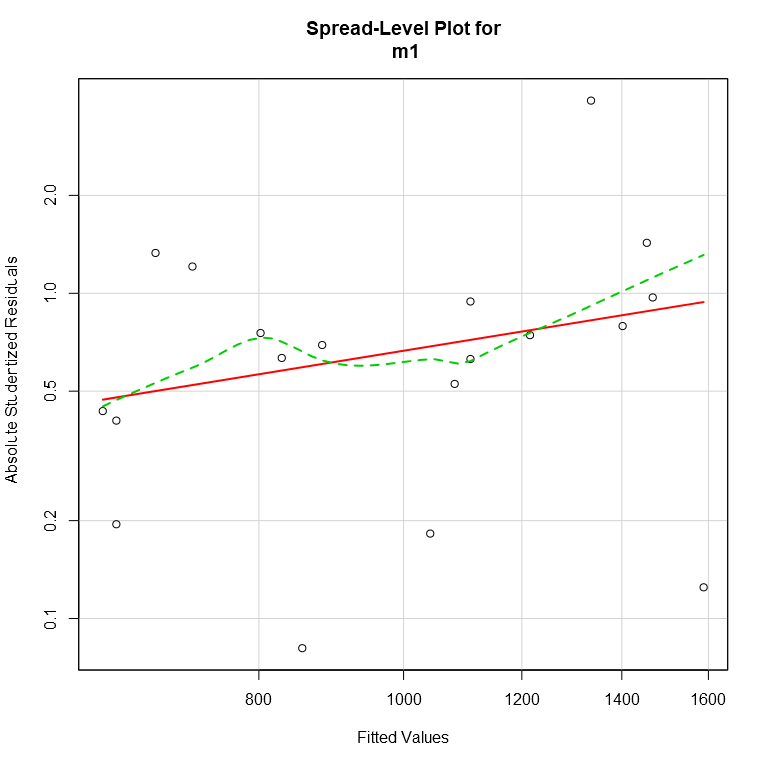 Spread-Level Plot for
m1
Absolute Studentized Residuals
2.0
1.0
0.5
0.2
0.1
800
1000
1200
1400
1600
Fitted Values